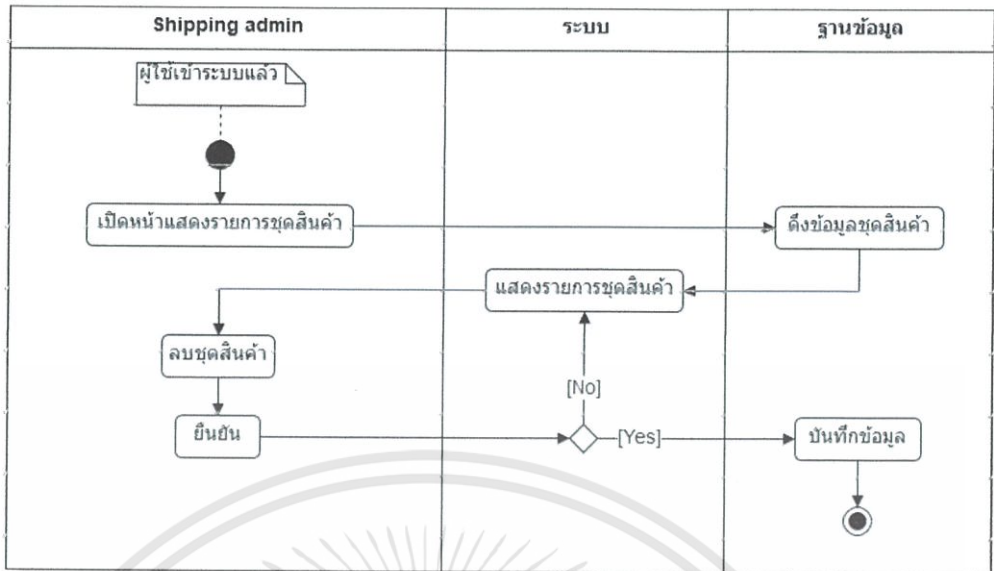 Shipping admin
ระบบ
ฐานข้อมูล
ผู้ใช้เข้าระบบแล้ว
เปิดหน้าแสดงรายการชุดสินค้า
ดึงข้อมูลชุดสินค้า
แสดงรายการชุดสินค้า
ลบชุดสินค้า
[No]
ยืนยัน
[Yes]
บันทึกข้อมูล